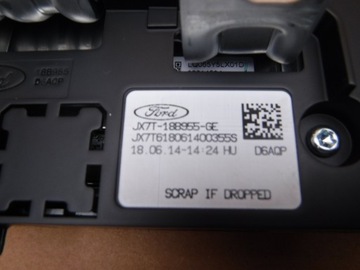 Ford
JX7T-18B955-GE
JX7T618061400355S
18.06.14-14:24 HU D6AQP
SCRAP IF DROPPED